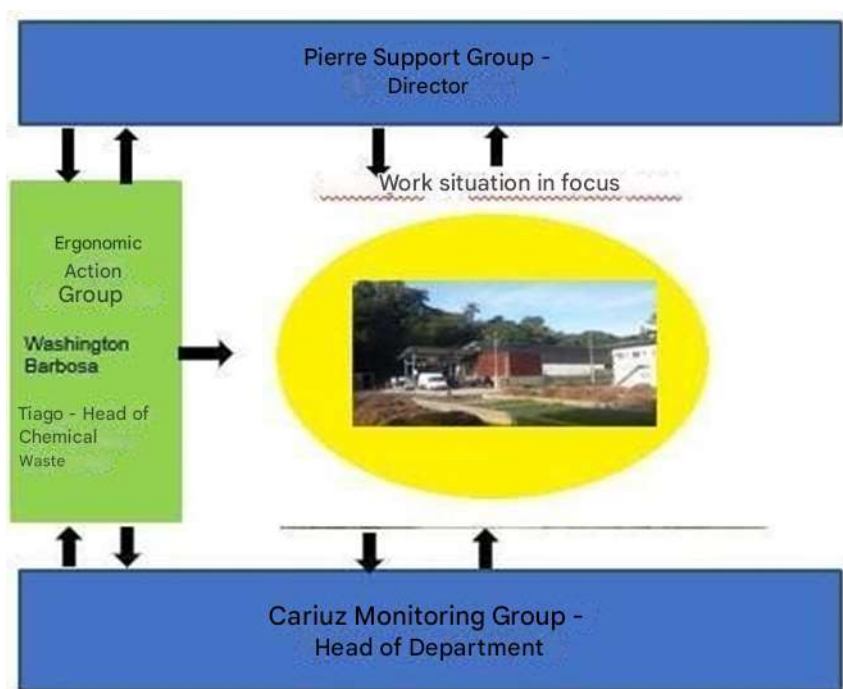 Pierre Support Group -
Director
Work situation in focus
Ergonomic
Action
Group
Washington
Barbosa
Tiago - Head of
Chemical
Waste
Cariuz Monitoring Group -
Head of Department